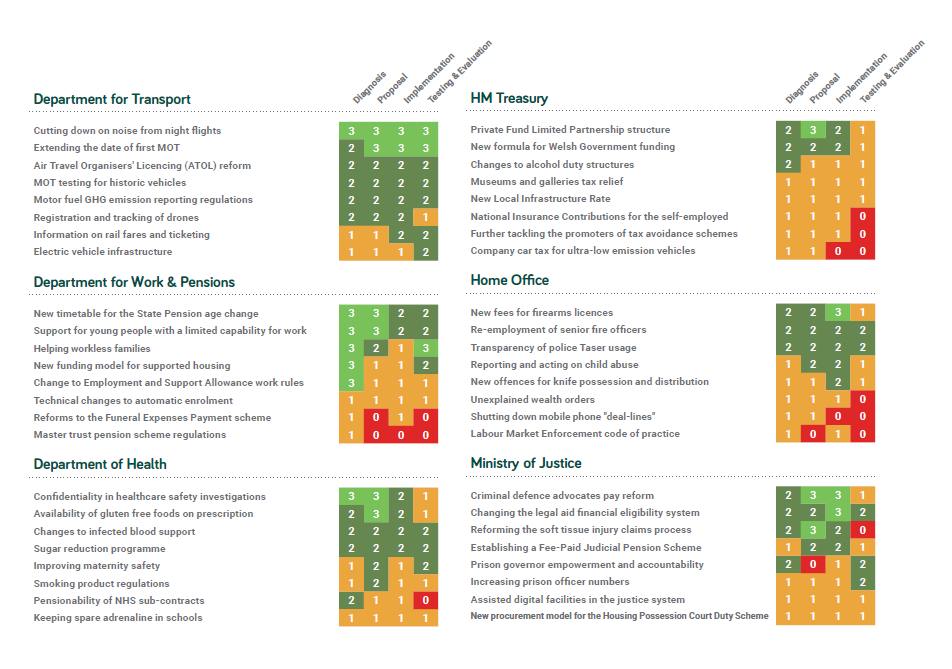 Diagnosis
Proposal
Implementation
Testing & Evaluation
Department for Transport
Cutting down on noise from night flights 3 3 3 3
Extending the date of first MOT 2 3 3 3
Air Travel Organisers' Licencing (ATOL) reform 2 2 2 2
MOT testing for historic vehicles 2 2 2 2
Motor fuel GHG emission reporting regulations 2 2 2 2
Registration and tracking of drones 2 2 2 1
Information on rail fares and ticketing 1 1 2 2
Electric vehicle infrastructure 1 1 1 2
Department for Work & Pensions
New timetable for the State Pension age change 3 3 2 2
Support for young people with a limited capability for work 3 3 2 2
Helping workless families 3 2 1 3
New funding model for supported housing 3 1 1 2
Change to Employment and Support Allowance work rules 3 1 1 1
Technical changes to automatic enrolment 1 1 1 1
Reforms to the Funeral Expenses Payment scheme 1 0 1 0
Master trust pension scheme regulations 1 0 0 0
Department of Health
Confidentiality in healthcare safety investigations 3 3 2 1
Availability of gluten free foods on prescription 2 3 2 1
Changes to infected blood support 2 2 2 2
Sugar reduction programme 2 2 2 2
Improving maternity safety 1 2 1 2
Smoking product regulations 1 2 1 1
Pensionability of NHS sub-contracts 2 1 1 0
Keeping spare adrenaline in schools 1 1 1 1
Diagnosis
Proposal
Implementation
Testing & Evaluation
HM Treasury
Private Fund Limited Partnership structure 2 3 2 1
New formula for Welsh Government funding 2 2 2 1
Changes to alcohol duty structures 2 1 1 1
Museums and galleries tax relief 1 1 1 1
New Local Infrastructure Rate 1 1 1 1
National Insurance Contributions for the self-employed 1 1 1 0
Further tackling the promoters of tax avoidance schemes 1 1 1 0
Company car tax for ultra-low emission vehicles 1 1 0 0
Home Office
New fees for firearms licences 2 2 3 1
Re-employment of senior fire officers 2 2 2 2
Transparency of police Taser usage 2 2 2 2
Reporting and acting on child abuse 1 2 2 1
New offences for knife possession and distribution 1 1 2 1
Unexplained wealth orders 1 1 1 0
Shutting down mobile phone "deal-lines" 1 1 0 0
Labour Market Enforcement code of practice 1 0 1 0
Ministry of Justice
Criminal defence advocates pay reform 2 3 3 1
Changing the legal aid financial eligibility system 2 2 3 2
Reforming the soft tissue injury claims process 2 3 2 0
Establishing a Fee-Paid Judicial Pension Scheme 1 2 2 1
Prison governor empowerment and accountability 2 0 1 2
Increasing prison officer numbers 1 1 1 2
Assisted digital facilities in the justice system 1 1 1 1
New procurement model for the Housing Possession Court Duty Scheme 1 1 1 1